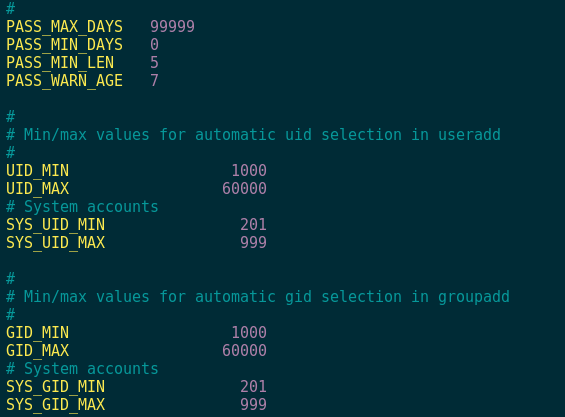 #
PASS_MAX_DAYS   99999
PASS_MIN_DAYS   0
PASS_MIN_LEN    5
PASS_WARN_AGE   7
#
# Min/max values for automatic uid selection in useradd
#
UID_MIN                  1000
UID_MAX                 60000
# System accounts
SYS_UID_MIN               201
SYS_UID_MAX               999
#
# Min/max values for automatic gid selection in groupadd
#
GID_MIN                  1000
GID_MAX                 60000
# System accounts
SYS_GID_MIN               201
SYS_GID_MAX               999